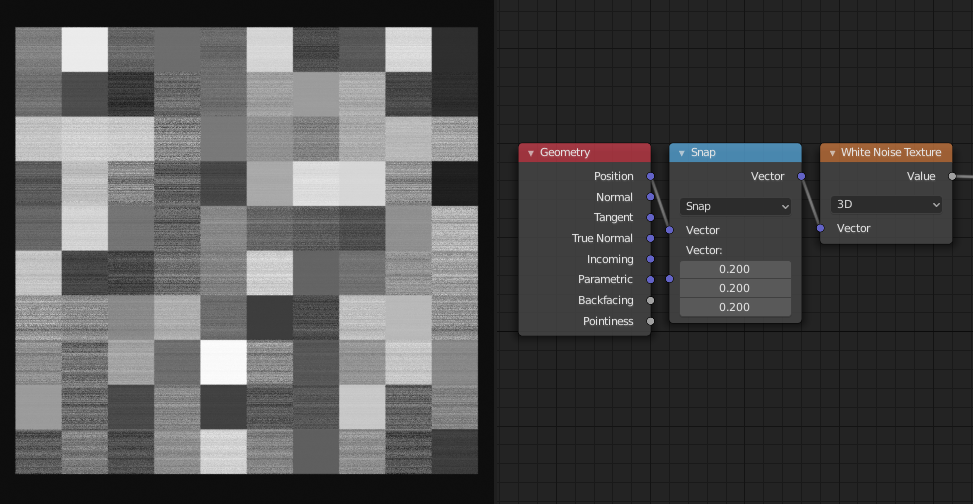 Geometry
Position
Normal
Tangent
True Normal
Incoming
Parametric
Backfacing
Pointiness
Snap
Vector
Snap
Vector
Vector:
0.200
0.200
0.200
White Noise Texture
Value
3D
Vector